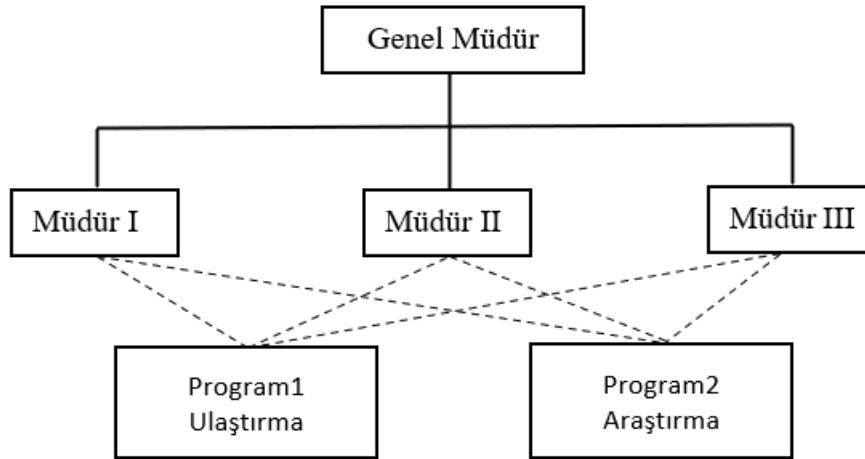 Genel Müdür
Müdür I
Müdür II
Müdür III
Program1
Ulaştırma
Program2
Araştırma